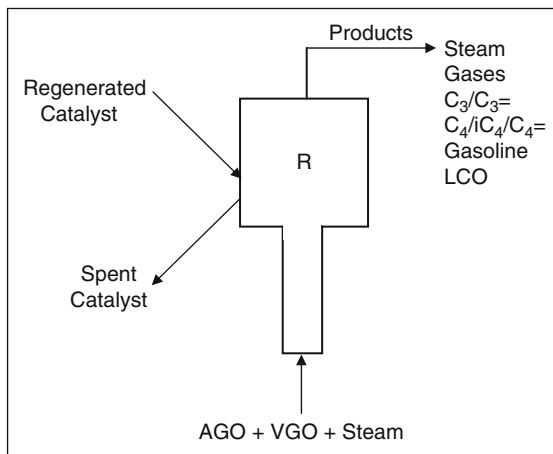 Products
Steam
Gases
C₃/C₃=
C₄/iC₄/C₄=
Gasoline
LCO
Regenerated
Catalyst
R
Spent
Catalyst
AGO + VGO + Steam